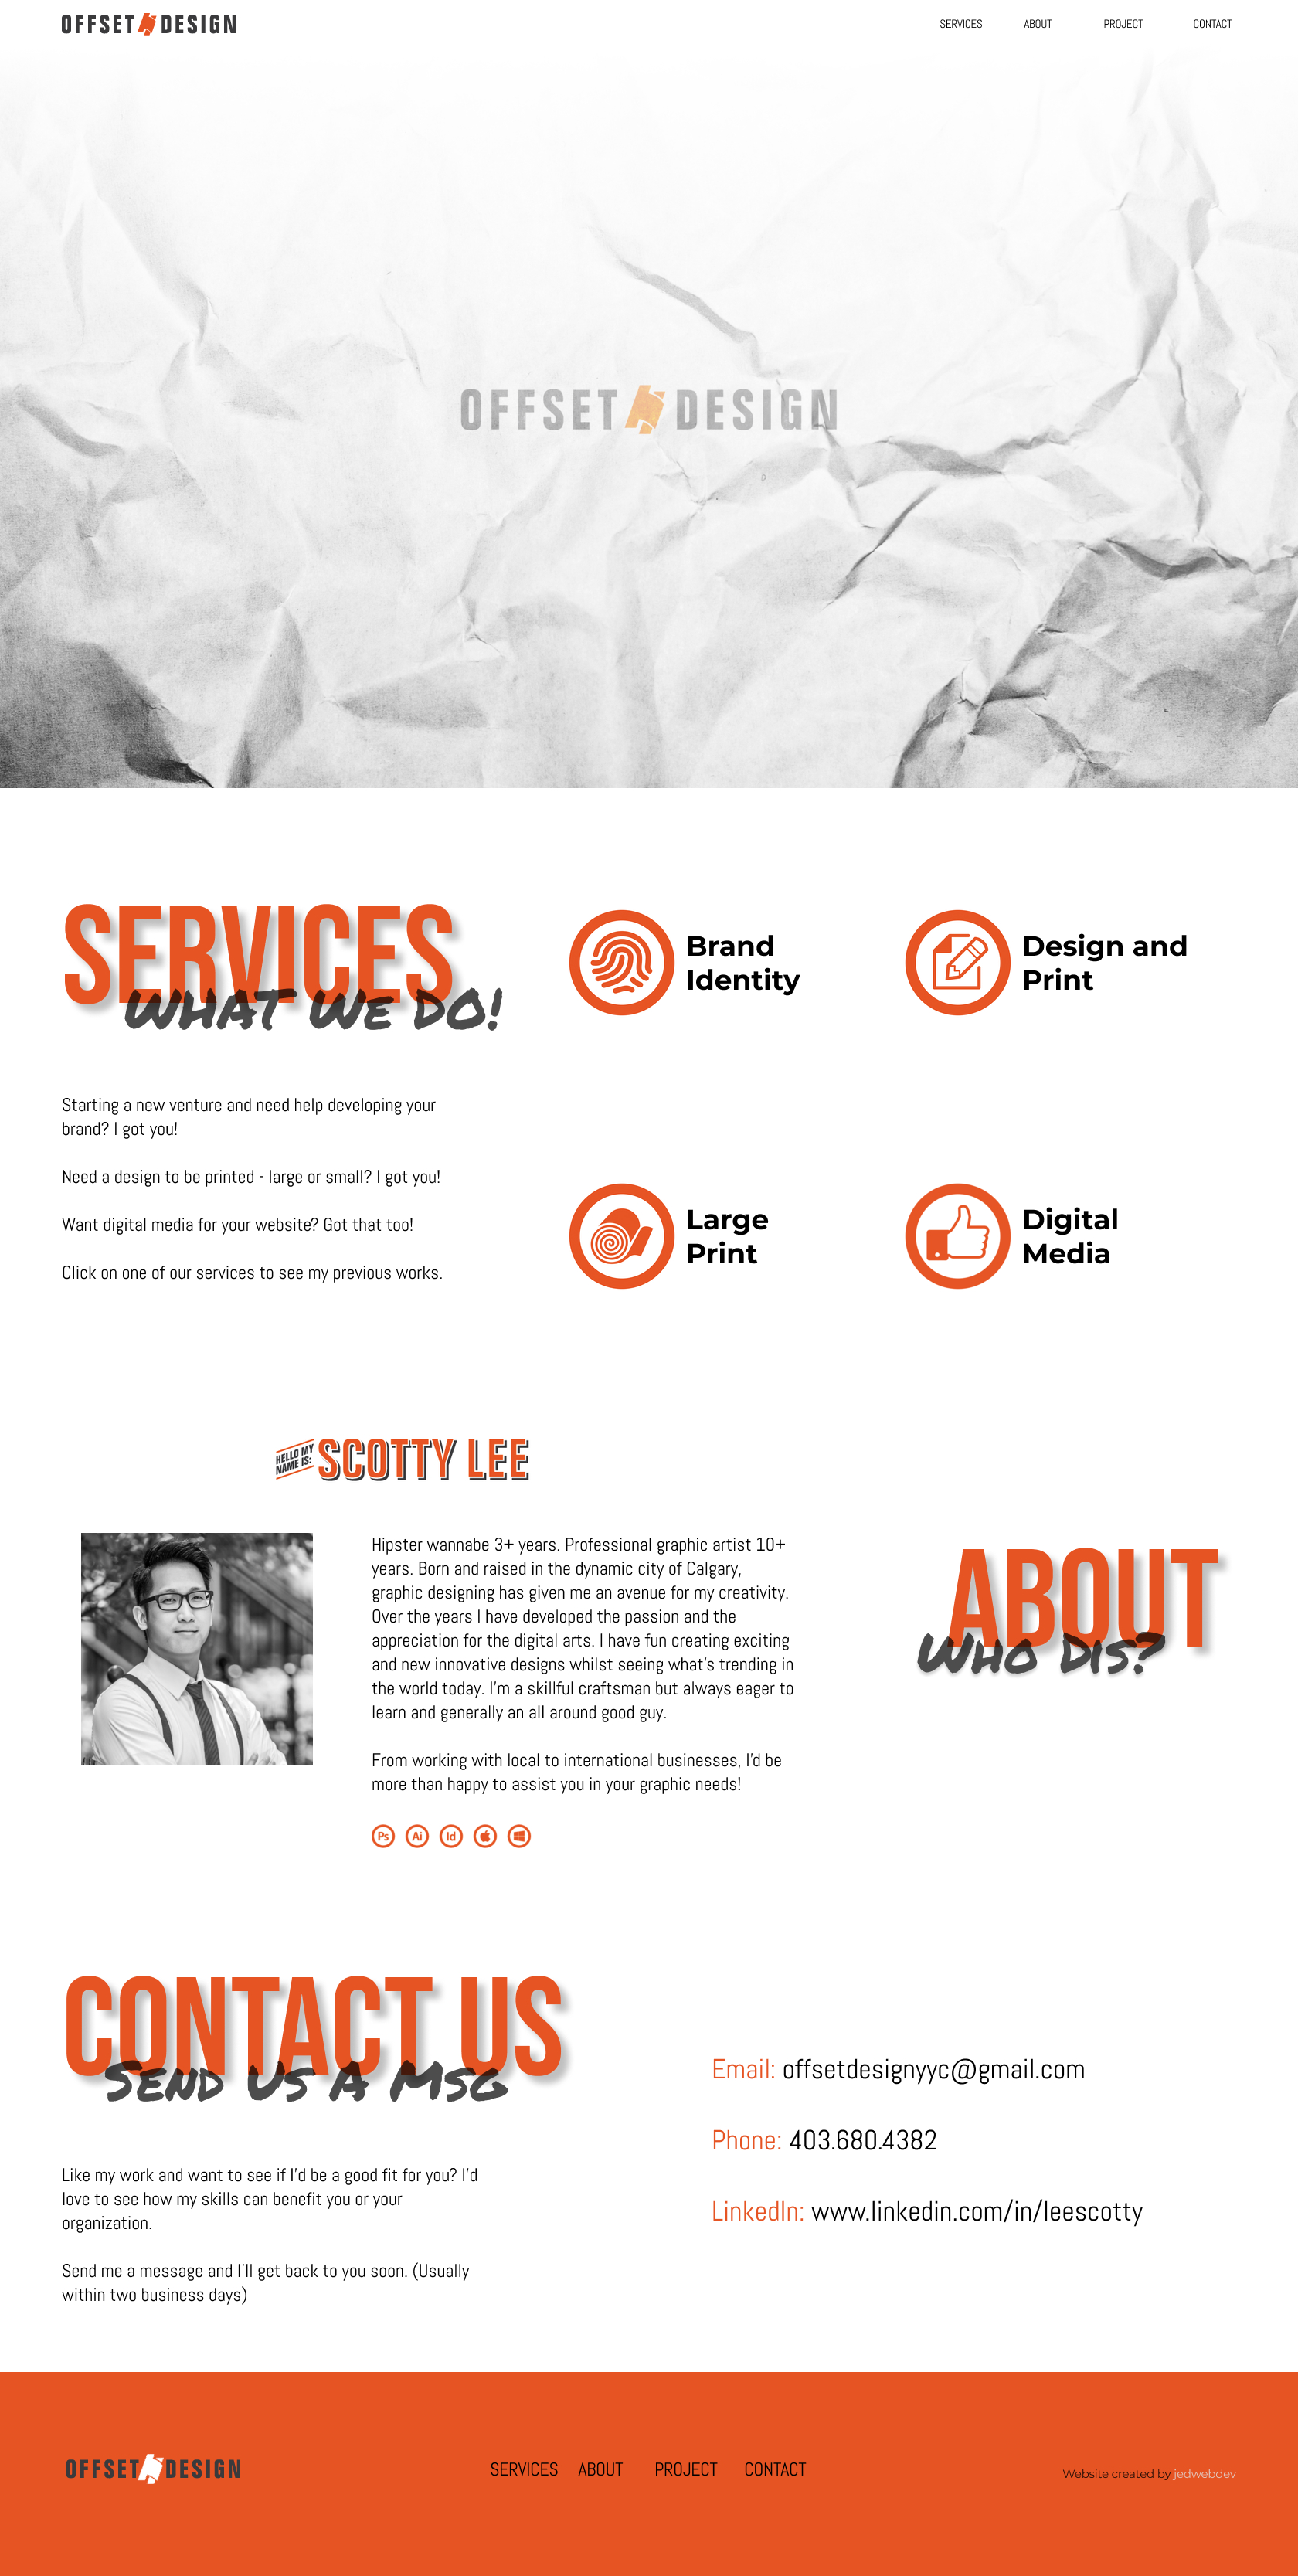 OFFSET DESIGN
SERVICES ABOUT PROJECT CONTACT
OFFSET DESIGN
SERVICES
WHAT WE DO!
Starting a new venture and need help developing your
brand? I got you!
Need a design to be printed - large or small? I got you!
Want digital media for your website? Got that too!
Click on one of our services to see my previous works.
Brand
Identity
Design and
Print
Large
Print
Digital
Media
HELLO MY
NAME IS:
SCOTTY LEE
Hipster wannabe 3+ years. Professional graphic artist 10+
years. Born and raised in the dynamic city of Calgary,
graphic designing has given me an avenue for my creativity.
Over the years I have developed the passion and the
appreciation for the digital arts. I have fun creating exciting
and new innovative designs whilst seeing what's trending in
the world today. I'm a skillful craftsman but always eager to
learn and generally an all around good guy.
From working with local to international businesses, I'd be
more than happy to assist you in your graphic needs!
Ps Ai Id
ABOUT
WHO DIS?
CONTACT US
SEND US A MSG
Like my work and want to see if I'd be a good fit for you? I'd
love to see how my skills can benefit you or your
organization.
Send me a message and I'll get back to you soon. (Usually
within two business days)
Email: offsetdesignyyc@gmail.com
Phone: 403.680.4382
LinkedIn: www.linkedin.com/in/leescotty
OFFSET DESIGN
SERVICES ABOUT PROJECT CONTACT
Website created by jedwebdev